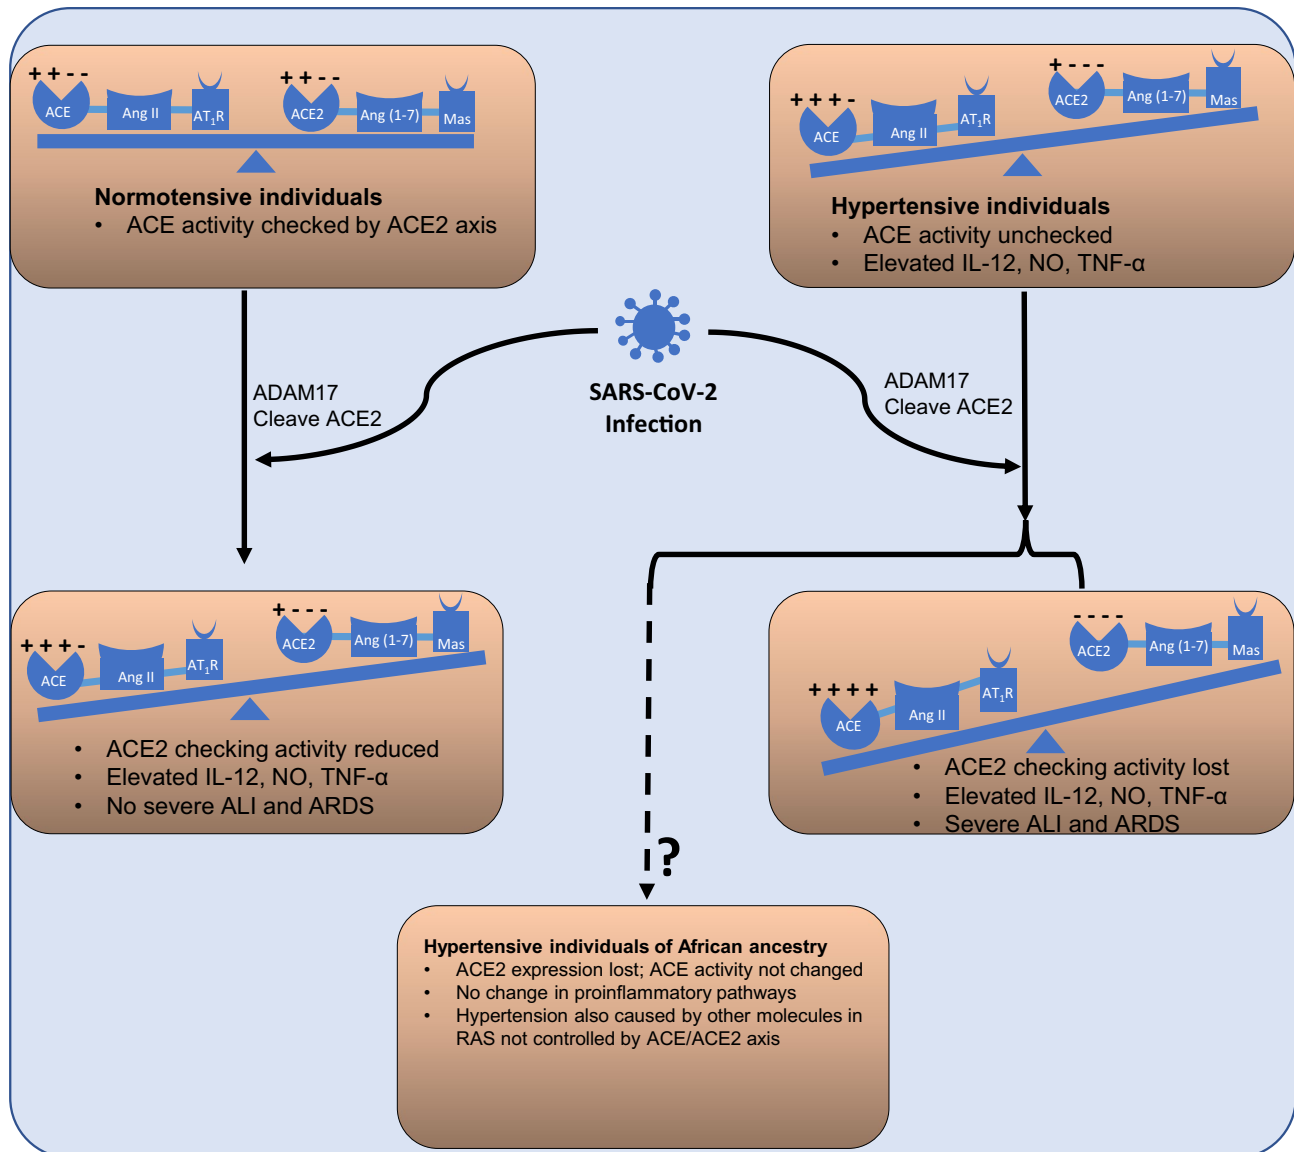 + + - -
ACE
Ang II
AT1R
+ + - -
ACE2
Ang (1-7)
Mas
Normotensive individuals
• ACE activity checked by ACE2 axis
+ + + -
ACE
Ang II
AT1R
+ - - -
ACE2
Ang (1-7)
Mas
Hypertensive individuals
• ACE activity unchecked
• Elevated IL-12, NO, TNF-α
ADAM17
Cleave ACE2
SARS-CoV-2
Infection
ADAM17
Cleave ACE2
+ + + -
ACE
Ang II
AT1R
+ - - -
ACE2
Ang (1-7)
Mas
• ACE2 checking activity reduced
• Elevated IL-12, NO, TNF-α
• No severe ALI and ARDS
+ + + +
ACE
Ang II
AT1R
- - - -
ACE2
Ang (1-7)
Mas
• ACE2 checking activity lost
• Elevated IL-12, NO, TNF-α
• Severe ALI and ARDS
?
Hypertensive individuals of African ancestry
• ACE2 expression lost; ACE activity not changed
• No change in proinflammatory pathways
• Hypertension also caused by other molecules in
RAS not controlled by ACE/ACE2 axis